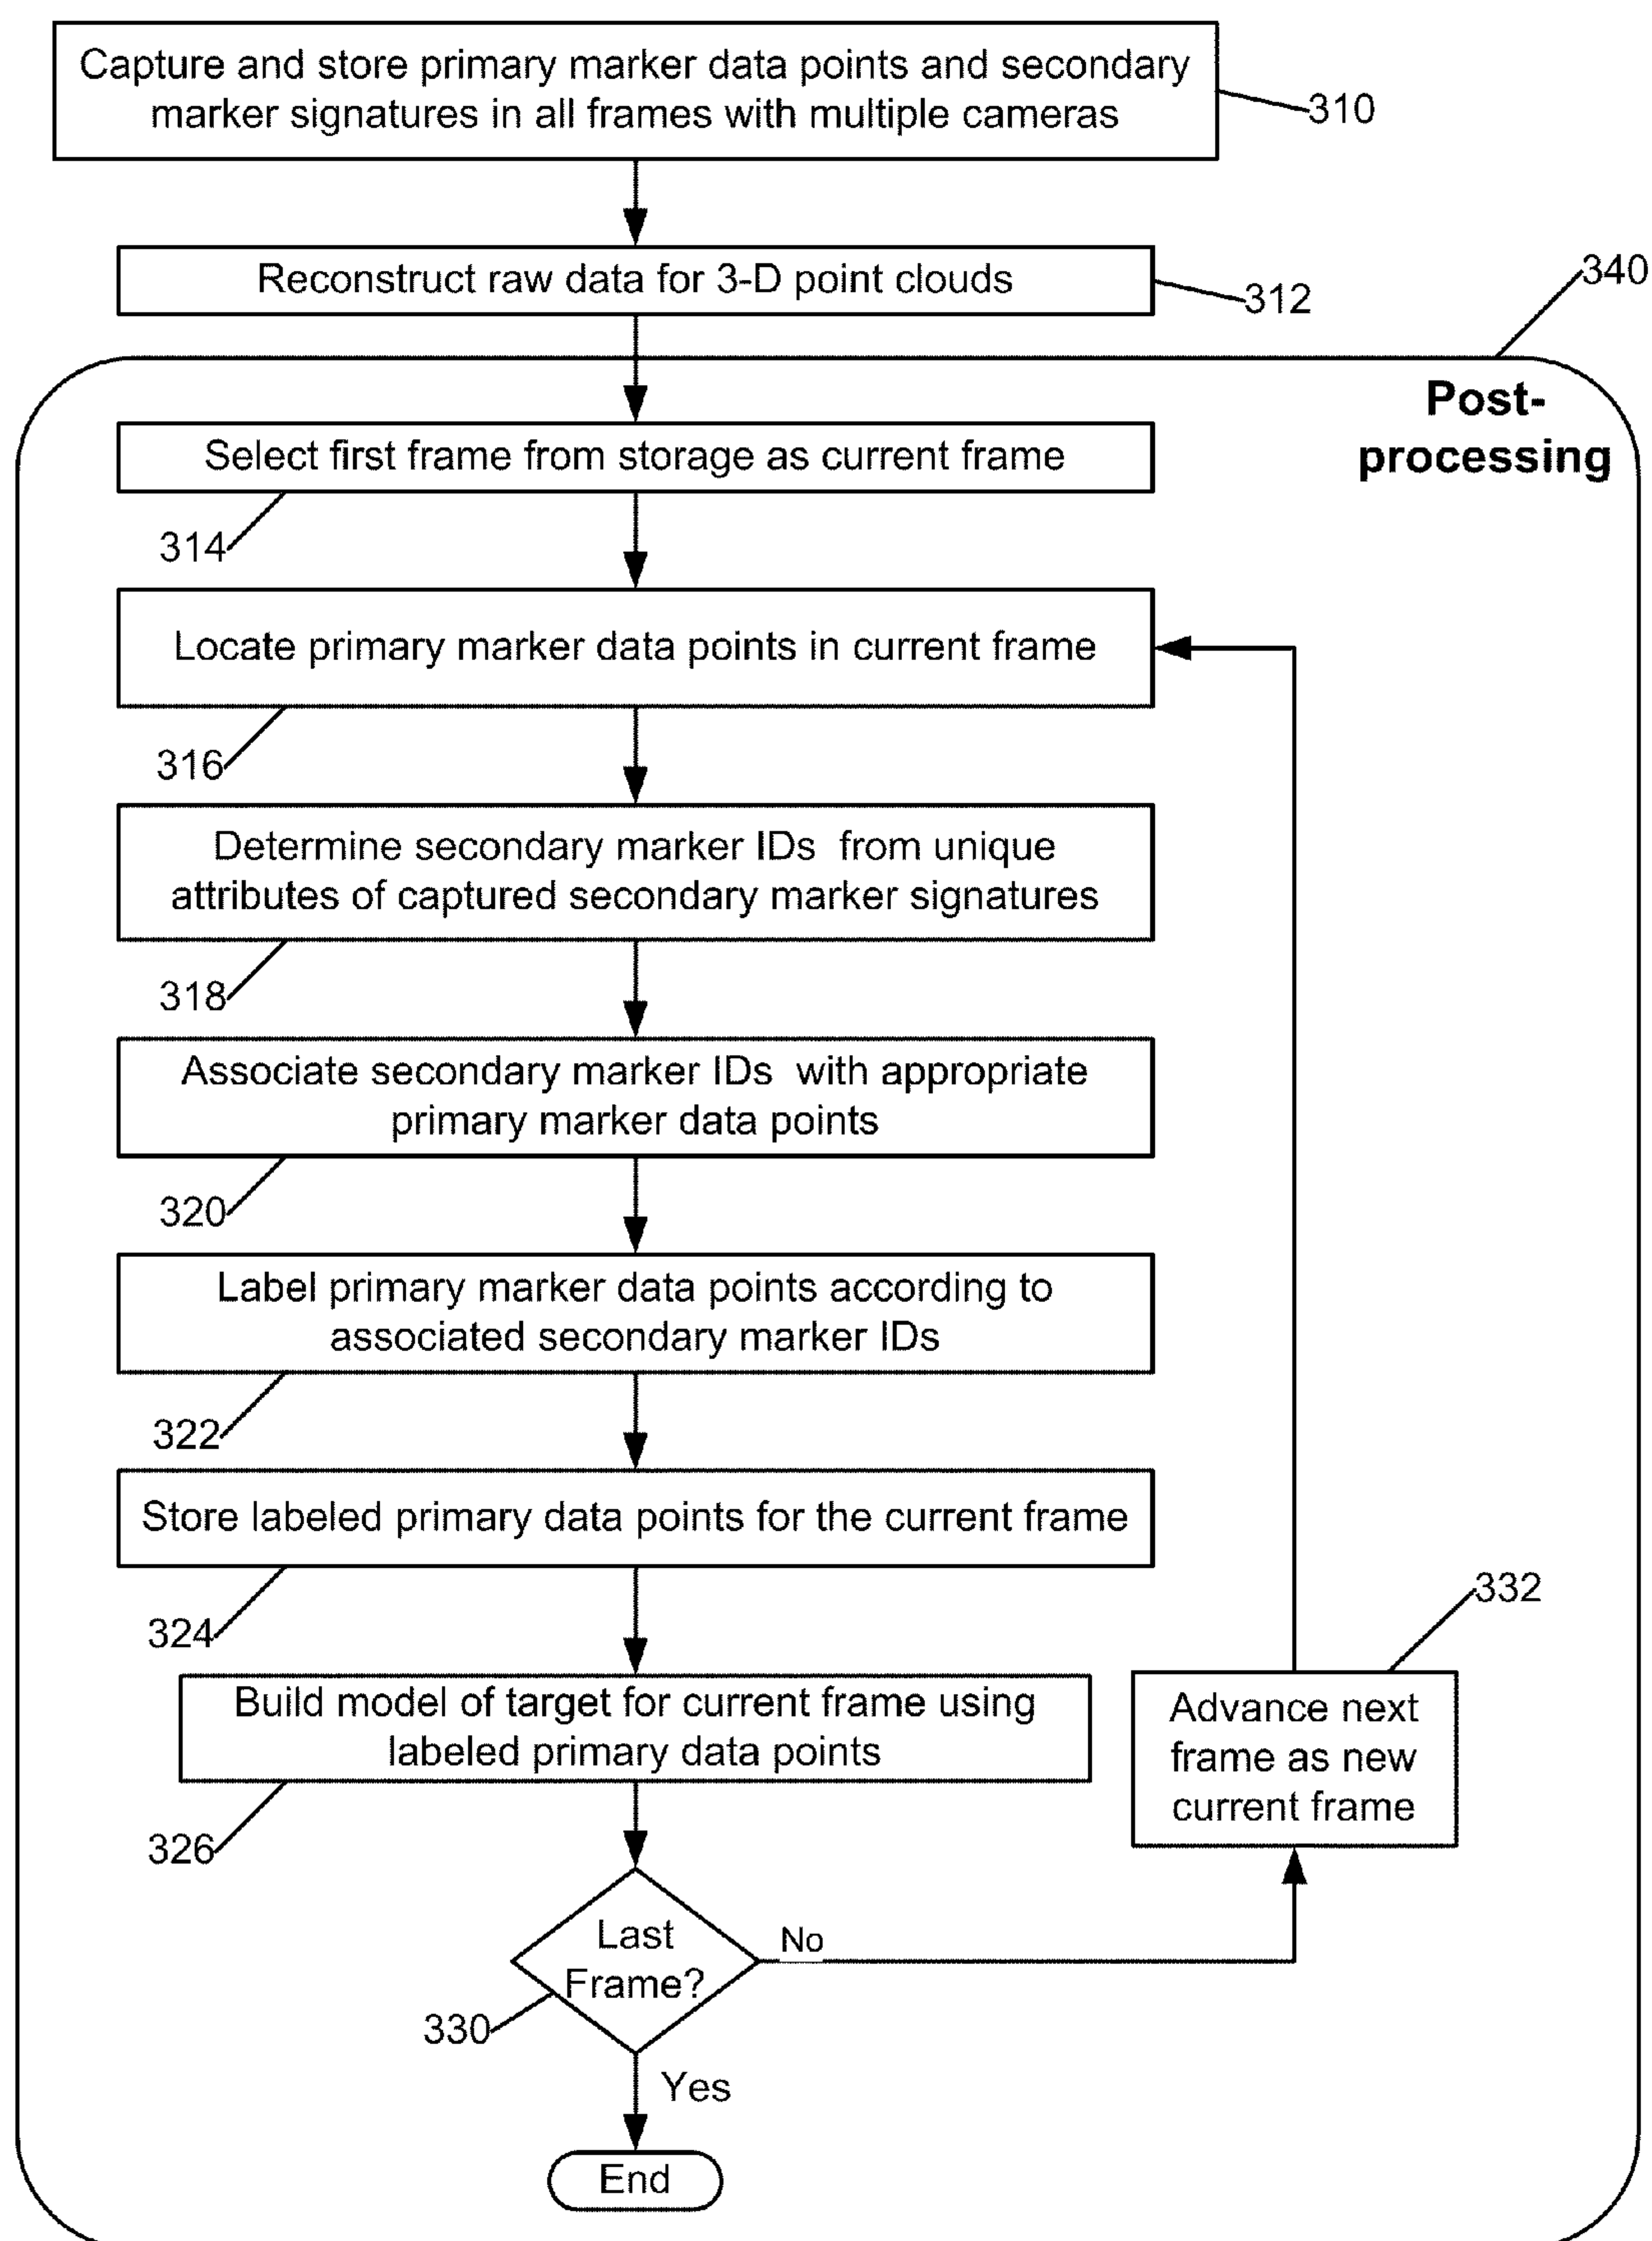 Capture and store primary marker data points and secondary
marker signatures in all frames with multiple cameras
310
Reconstruct raw data for 3-D point clouds
312
340
Post-
processing
Select first frame from storage as current frame
314
Locate primary marker data points in current frame
316
Determine secondary marker IDs from unique
attributes of captured secondary marker signatures
318
Associate secondary marker IDs with appropriate
primary marker data points
320
Label primary marker data points according to
associated secondary marker IDs
322
Store labeled primary data points for the current frame
324
332
Build model of target for current frame using
labeled primary data points
326
Advance next
frame as new
current frame
Last
Frame?
No
330
Yes
End